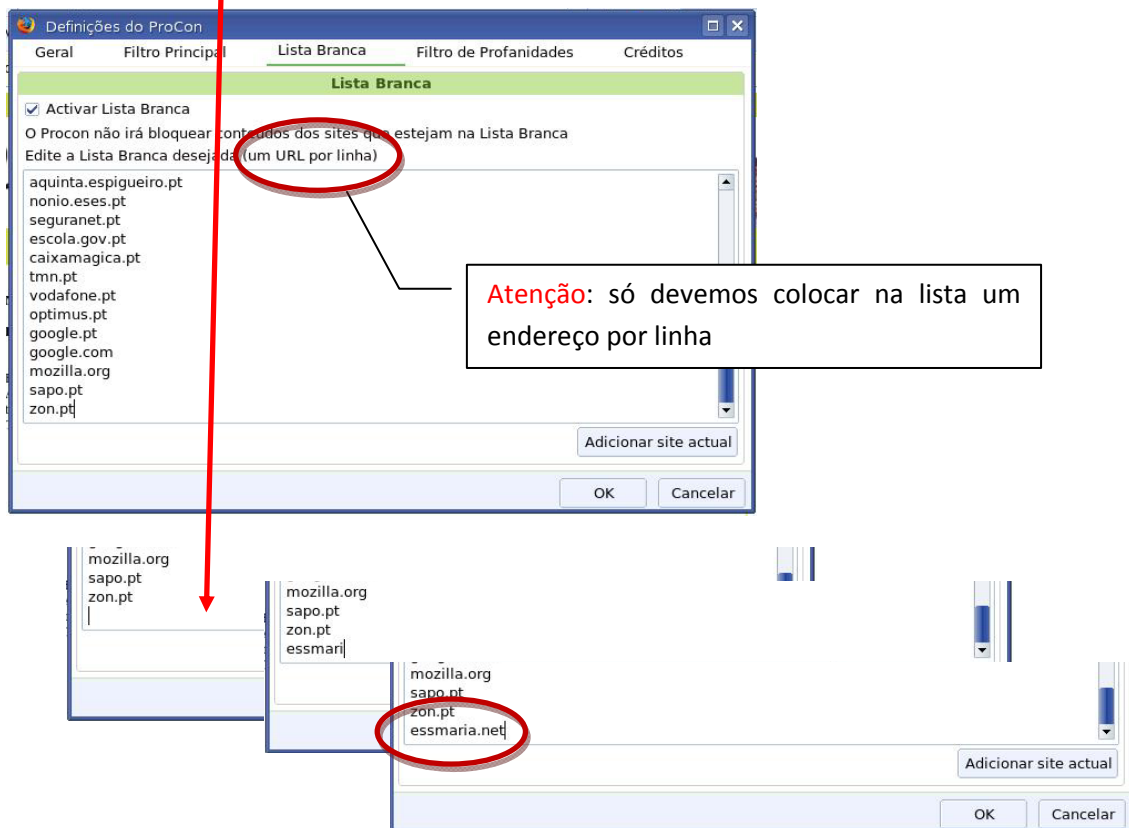 Definições do ProCon
Geral Filtro Principal Lista Branca Filtro de Profanidades Créditos
Lista Branca
Activar Lista Branca
O Procon não irá bloquear conteudos dos sites que estejam na Lista Branca
Edite a Lista Branca desejada (um URL por linha)
aquinta.espigueiro.pt
nonio.eses.pt
seguranet.pt
escola.gov.pt
caixamagica.pt
tmn.pt
vodafone.pt
optimus.pt
google.pt
google.com
mozilla.org
sapo.pt
zon.pt
Atenção: só devemos colocar na lista um
endereço por linha
Adicionar site actual
OK Cancelar
mozilla.org
sapo.pt
zon.pt
mozilla.org
sapo.pt
zon.pt
essmari
mozilla.org
sapo.pt
zon.pt
essmaria.net
Adicionar site actual
OK Cancelar